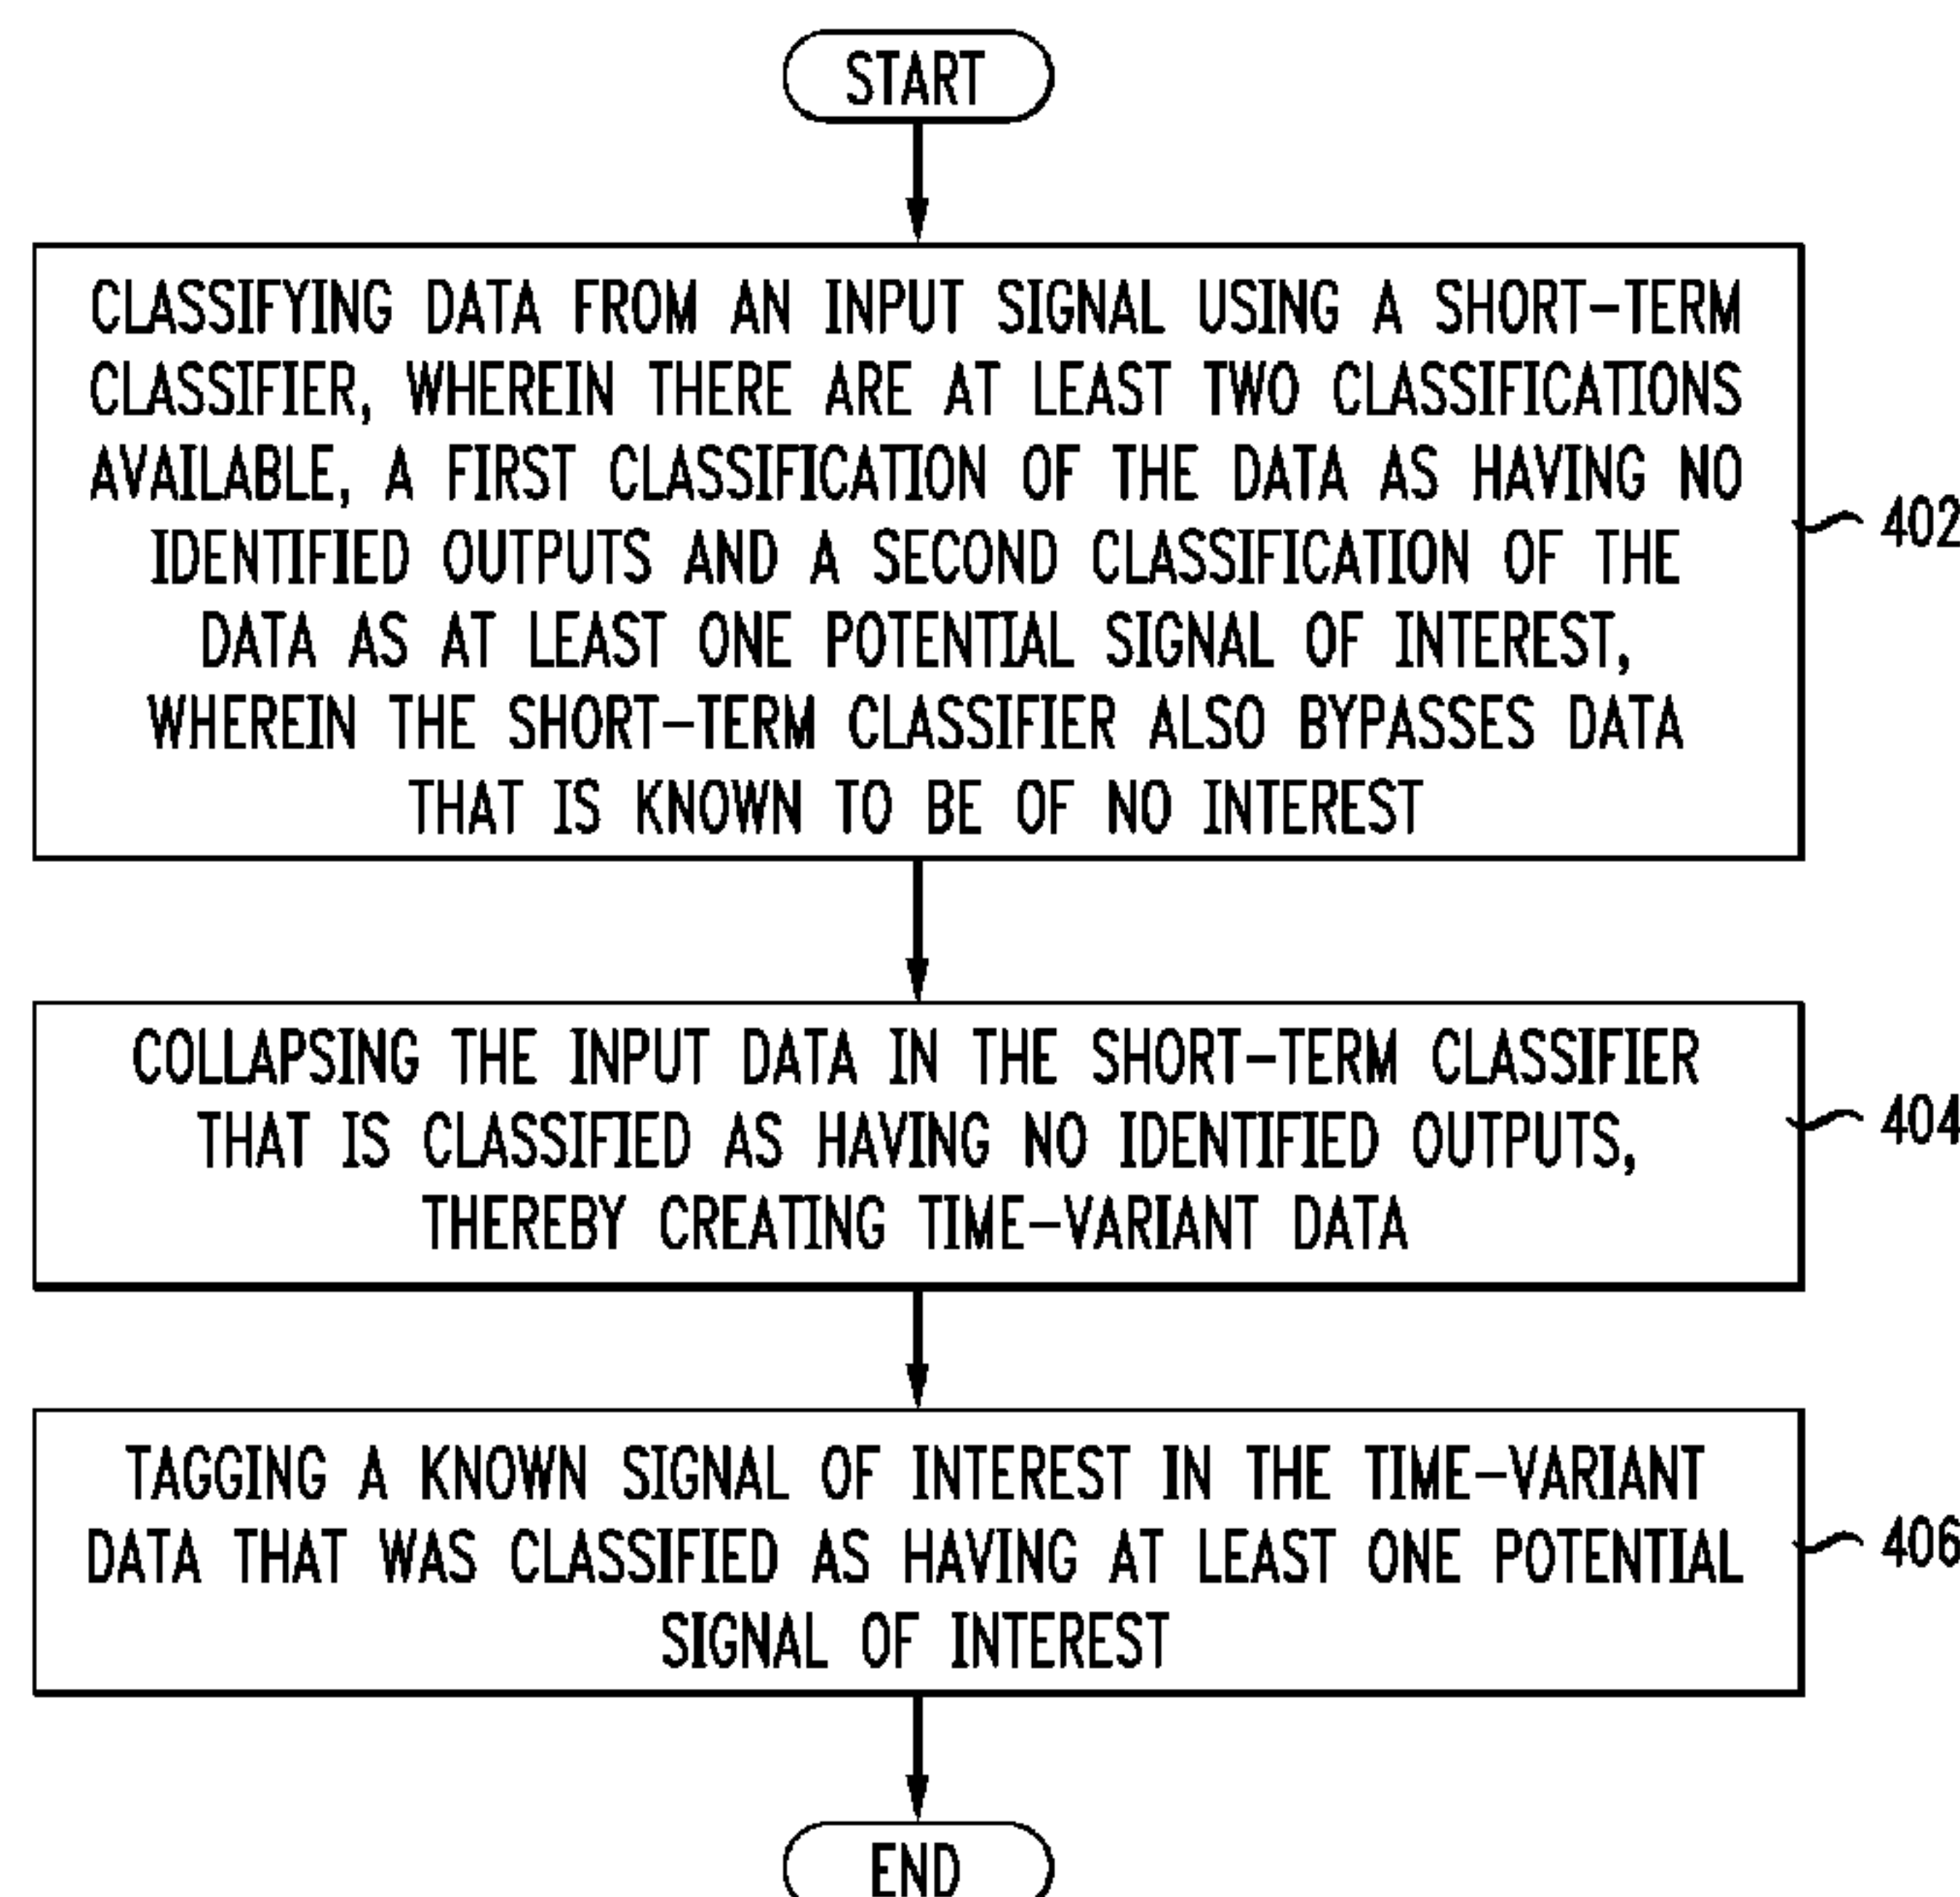 START
CLASSIFYING DATA FROM AN INPUT SIGNAL USING A SHORT-TERM
CLASSIFIER, WHEREIN THERE ARE AT LEAST TWO CLASSIFICATIONS
AVAILABLE, A FIRST CLASSIFICATION OF THE DATA AS HAVING NO
IDENTIFIED OUTPUTS AND A SECOND CLASSIFICATION OF THE
DATA AS AT LEAST ONE POTENTIAL SIGNAL OF INTEREST,
WHEREIN THE SHORT-TERM CLASSIFIER ALSO BYPASSES DATA
THAT IS KNOWN TO BE OF NO INTEREST
402
COLLAPSING THE INPUT DATA IN THE SHORT-TERM CLASSIFIER
THAT IS CLASSIFIED AS HAVING NO IDENTIFIED OUTPUTS,
THEREBY CREATING TIME-VARIANT DATA
404
TAGGING A KNOWN SIGNAL OF INTEREST IN THE TIME-VARIANT
DATA THAT WAS CLASSIFIED AS HAVING AT LEAST ONE POTENTIAL
SIGNAL OF INTEREST
406
END